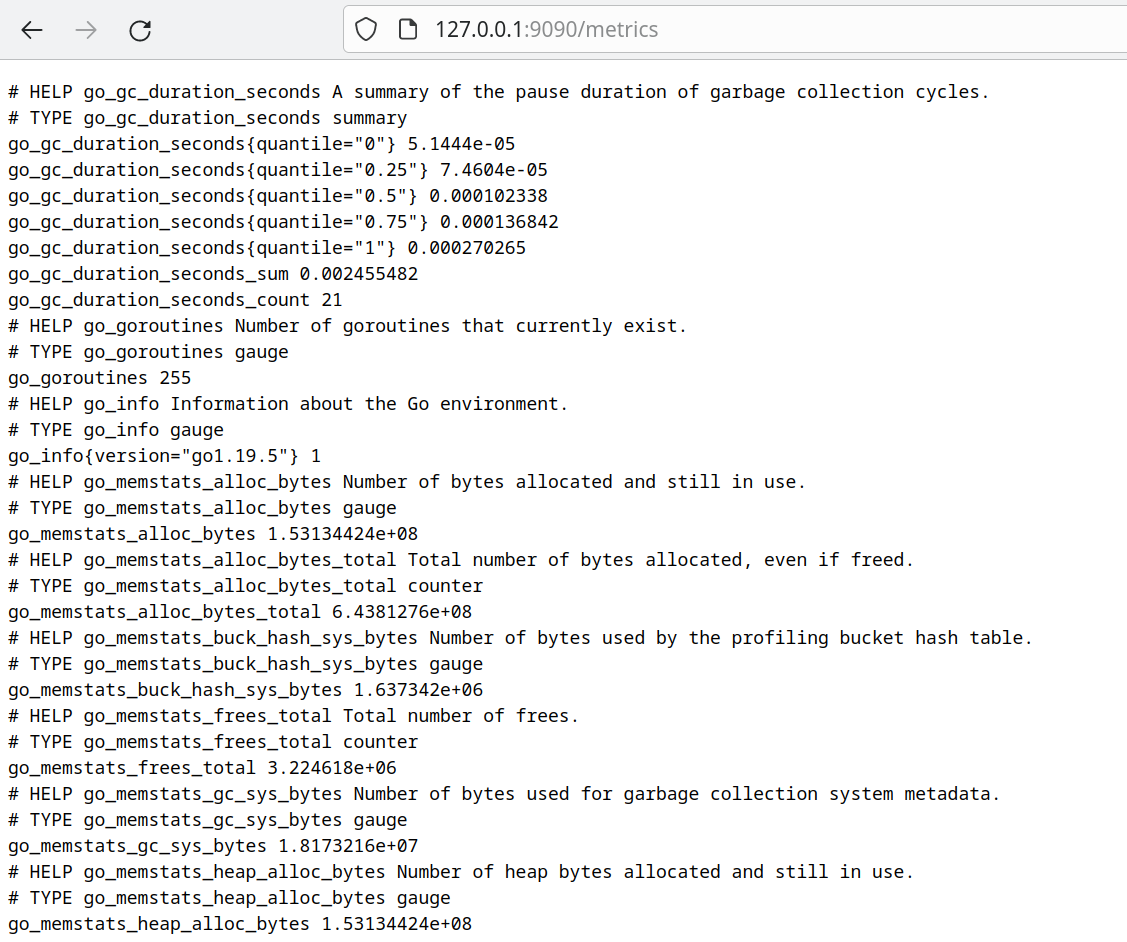 127.0.0.1:9090/metrics
# HELP go_gc_duration_seconds A summary of the pause duration of garbage collection cycles.
# TYPE go_gc_duration_seconds summary
go_gc_duration_seconds{quantile="0"} 5.1444e-05
go_gc_duration_seconds{quantile="0.25"} 7.4604e-05
go_gc_duration_seconds{quantile="0.5"} 0.000102338
go_gc_duration_seconds{quantile="0.75"} 0.000136842
go_gc_duration_seconds{quantile="1"} 0.000270265
go_gc_duration_seconds_sum 0.002455482
go_gc_duration_seconds_count 21
# HELP go_goroutines Number of goroutines that currently exist.
# TYPE go_goroutines gauge
go_goroutines 255
# HELP go_info Information about the Go environment.
# TYPE go_info gauge
go_info{version="go1.19.5"} 1
# HELP go_memstats_alloc_bytes Number of bytes allocated and still in use.
# TYPE go_memstats_alloc_bytes gauge
go_memstats_alloc_bytes 1.53134424e+08
# HELP go_memstats_alloc_bytes_total Total number of bytes allocated, even if freed.
# TYPE go_memstats_alloc_bytes_total counter
go_memstats_alloc_bytes_total 6.4381276e+08
# HELP go_memstats_buck_hash_sys_bytes Number of bytes used by the profiling bucket hash table.
# TYPE go_memstats_buck_hash_sys_bytes gauge
go_memstats_buck_hash_sys_bytes 1.637342e+06
# HELP go_memstats_frees_total Total number of frees.
# TYPE go_memstats_frees_total counter
go_memstats_frees_total 3.224618e+06
# HELP go_memstats_gc_sys_bytes Number of bytes used for garbage collection system metadata.
# TYPE go_memstats_gc_sys_bytes gauge
go_memstats_gc_sys_bytes 1.8173216e+07
# HELP go_memstats_heap_alloc_bytes Number of heap bytes allocated and still in use.
# TYPE go_memstats_heap_alloc_bytes gauge
go_memstats_heap_alloc_bytes 1.53134424e+08